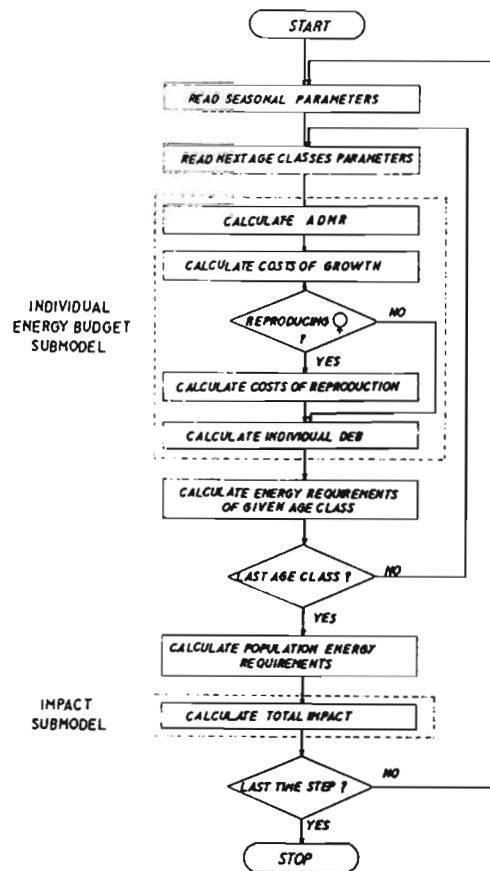 START
READ SEASONAL PARAMETERS
READ NEXT AGE CLASSES PARAMETERS
CALCULATE ADMR
CALCULATE COSTS OF GROWTH
INDIVIDUAL
ENERGY BUDGET
SUBMODEL
REPRODUCING ♀
?
NO
YES
CALCULATE COSTS OF REPRODUCTION
CALCULATE INDIVIDUAL DEB
CALCULATE ENERGY REQUIREMENTS
OF GIVEN AGE CLASS
LAST AGE CLASS ?
NO
YES
CALCULATE POPULATION ENERGY
REQUIREMENTS
IMPACT
SUBMODEL
CALCULATE TOTAL IMPACT
LAST TIME STEP ?
NO
YES
STOP